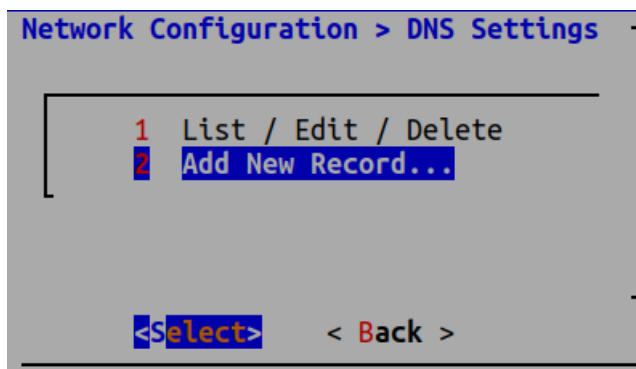 Network Configuration > DNS Settings
1 List / Edit / Delete
2 Add New Record...
<Select> < Back >